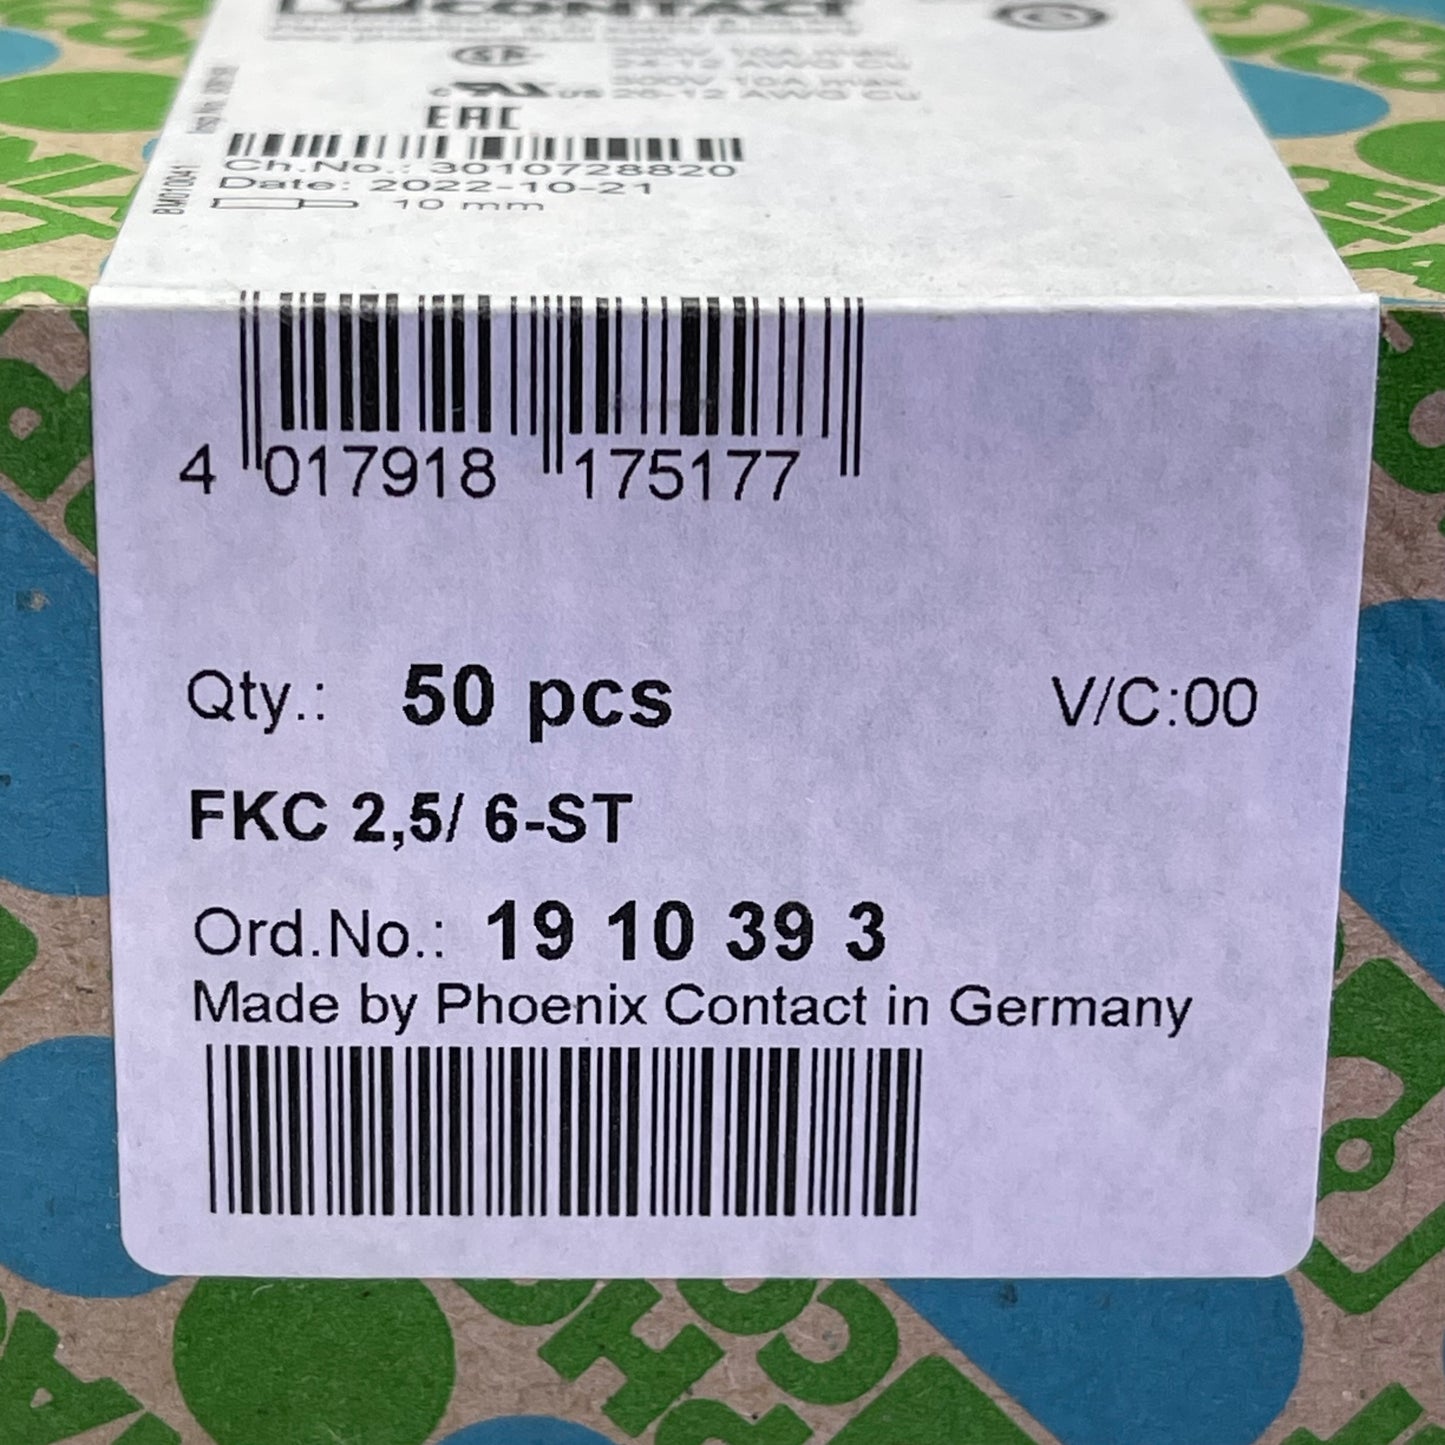 CONTACT
300V 10A max
24-12 AWG Cu
300V 10A max
c US 26-12 AWG Cu
EAC
Ch.No.: 3010728820
Date: 2022-10-21
10 mm
BM010041
4 017918 175177
Qty.: 50 pcs V/C:00
FKC 2,5/ 6-ST
Ord.No.: 19 10 39 3
Made by Phoenix Contact in Germany